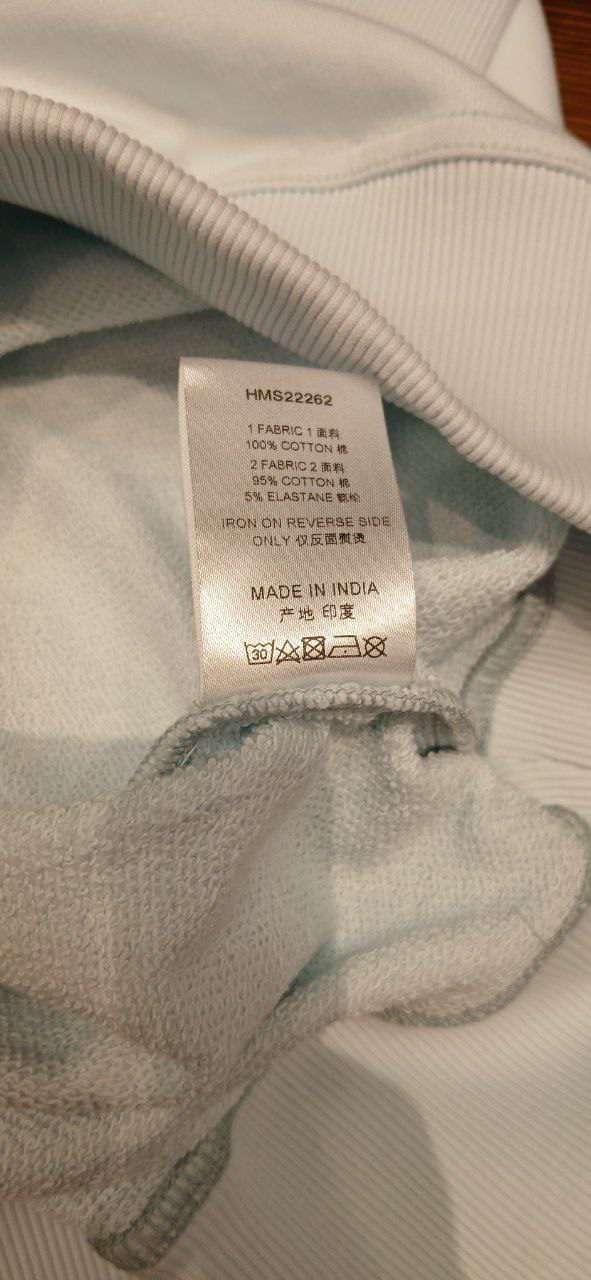 HMS22262
1 FABRIC 1 面料
100% COTTON 棉
2 FABRIC 2 面料
95% COTTON 棉
5% ELASTANE 氨纶
IRON ON REVERSE SIDE
ONLY 仅反面熨烫
MADE IN INDIA
产地 印度
30